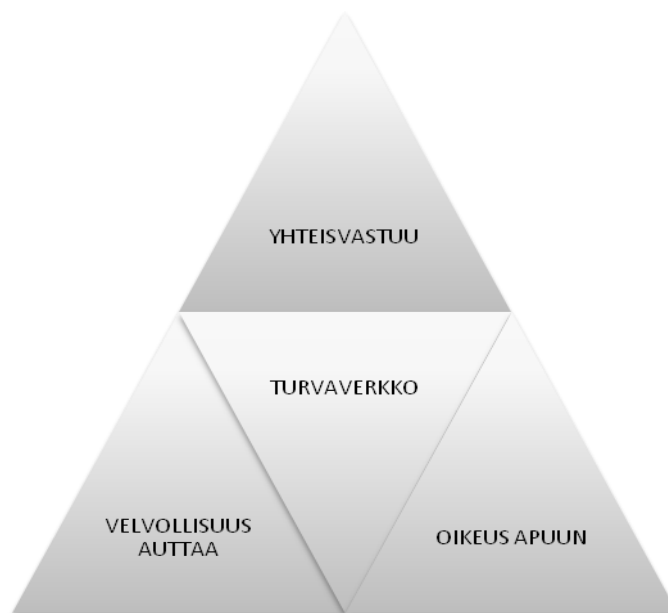 YHTEISVASTUU
TURVAVERKKO
VELVOLLISUUS
AUTTAA
OIKEUS APUUN